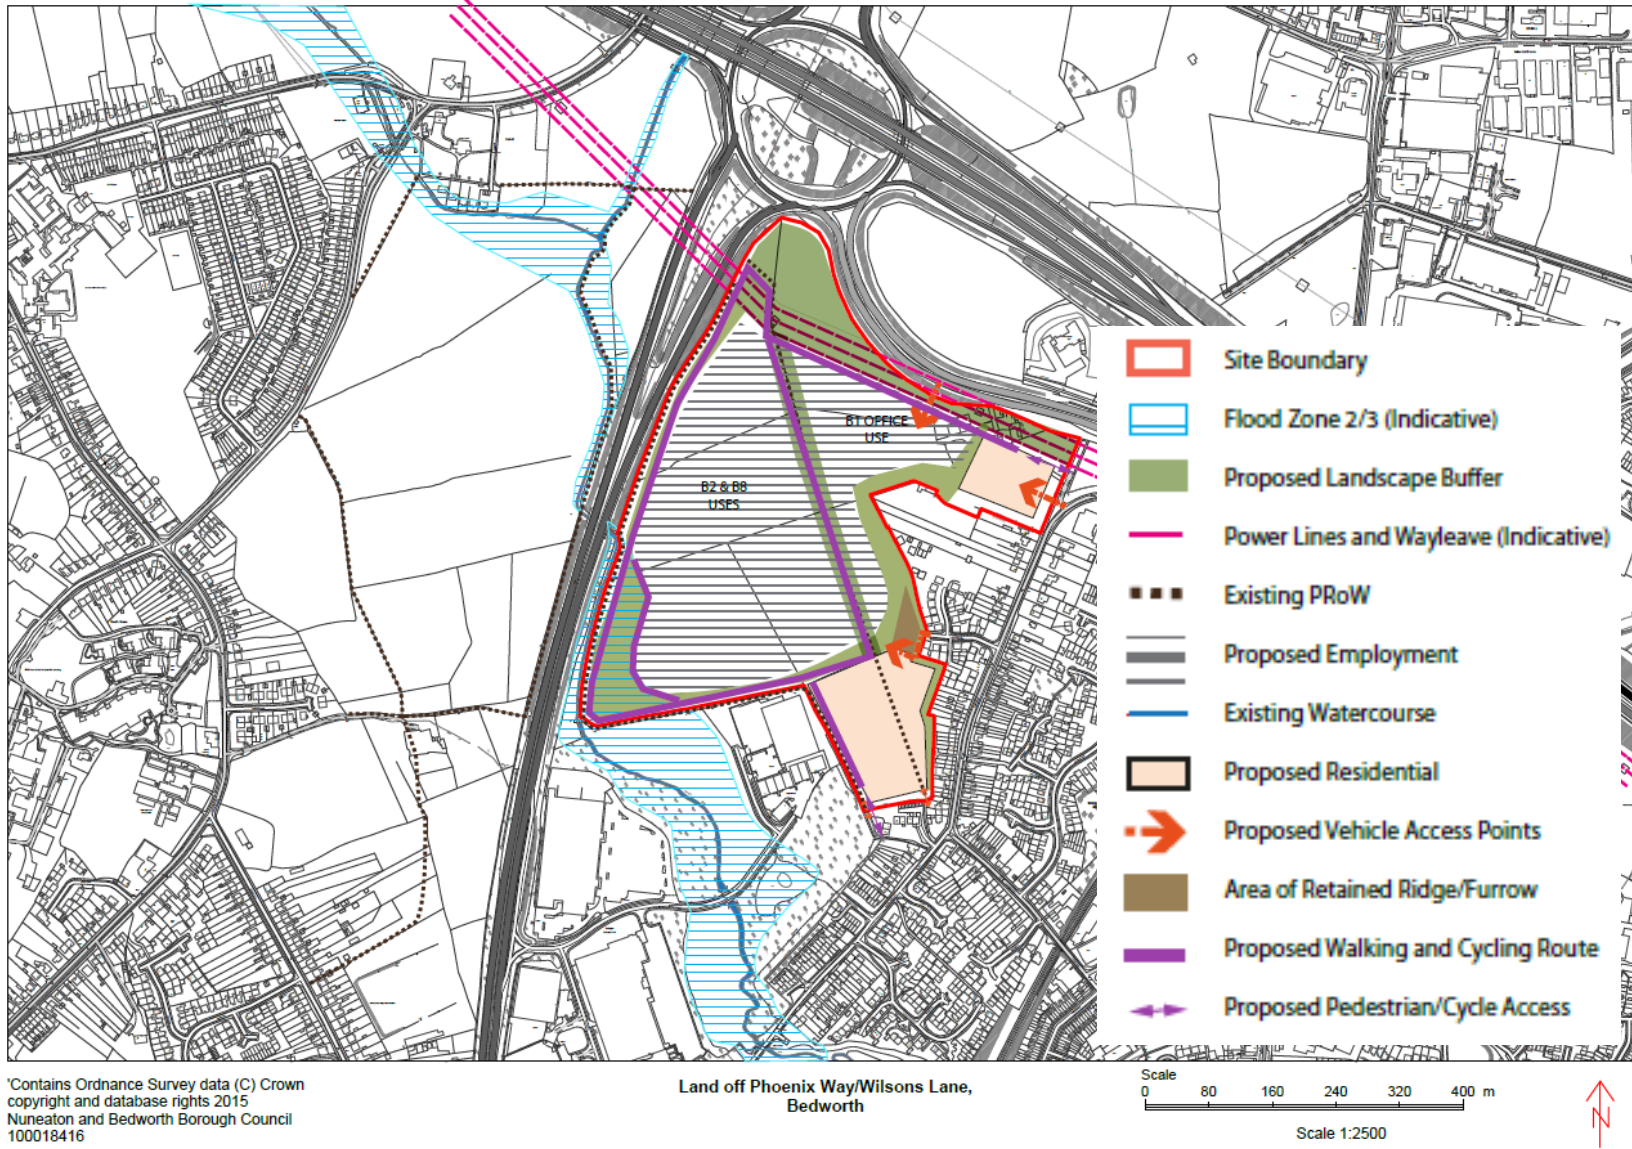 B1 OFFICE
USE
B2 & B8
USES
Site Boundary
Flood Zone 2/3 (Indicative)
Proposed Landscape Buffer
Power Lines and Wayleave (Indicative)
Existing PRoW
Proposed Employment
Existing Watercourse
Proposed Residential
Proposed Vehicle Access Points
Area of Retained Ridge/Furrow
Proposed Walking and Cycling Route
Proposed Pedestrian/Cycle Access
'Contains Ordnance Survey data (C) Crown
copyright and database rights 2015
Nuneaton and Bedworth Borough Council
100018416
Land off Phoenix Way/Wilsons Lane,
Bedworth
Scale
0 80 160 240 320 400 m
Scale 1:2500
N